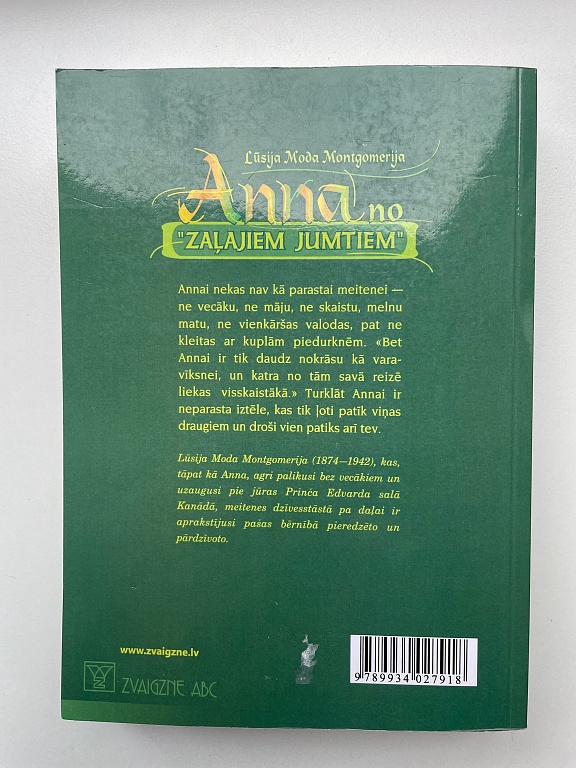 Lūsija Moda Montgomerija
Anna no
"ZAĻAJIEM JUMTIEM"
Annai nekas nav kā parastai meitenei —
ne vecāku, ne māju, ne skaistu, melnu
matu, ne vienkāršas valodas, pat ne
kleitas ar kuplām piedurknēm. «Bet
Annai ir tik daudz nokrāsu kā vara-
vīksnei, un katra no tām savā reizē
liekas visskaistākā.» Turklāt Annai ir
neparasta iztēle, kas tik ļoti patīk viņas
draugiem un droši vien patiks arī tev.
Lūsija Moda Montgomerija (1874—1942), kas,
tāpat kā Anna, agri palikusi bez vecākiem un
uzaugusi pie jūras Prinča Edvarda salā
Kanādā, meitenes dzīvesstāstā pa daļai ir
aprakstījusi pašas bērnībā pieredzēto un
pārdzīvoto.
www.zvaigzne.lv
ZVAIGZNE ABC
9 789934 027918